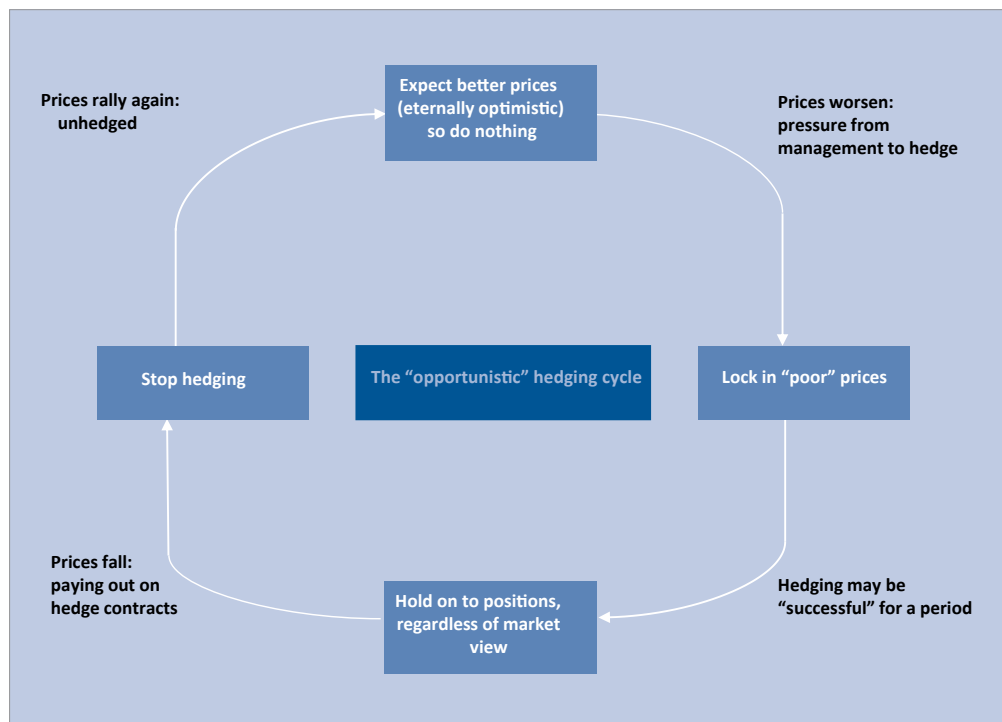 Expect better prices
(eternally optimistic)
so do nothing
Prices rally again:
unhedged
Prices worsen:
pressure from
management to hedge
Stop hedging
The “opportunistic” hedging cycle
Lock in “poor” prices
Prices fall:
paying out on
hedge contracts
Hold on to positions,
regardless of market
view
Hedging may be
“successful” for a period